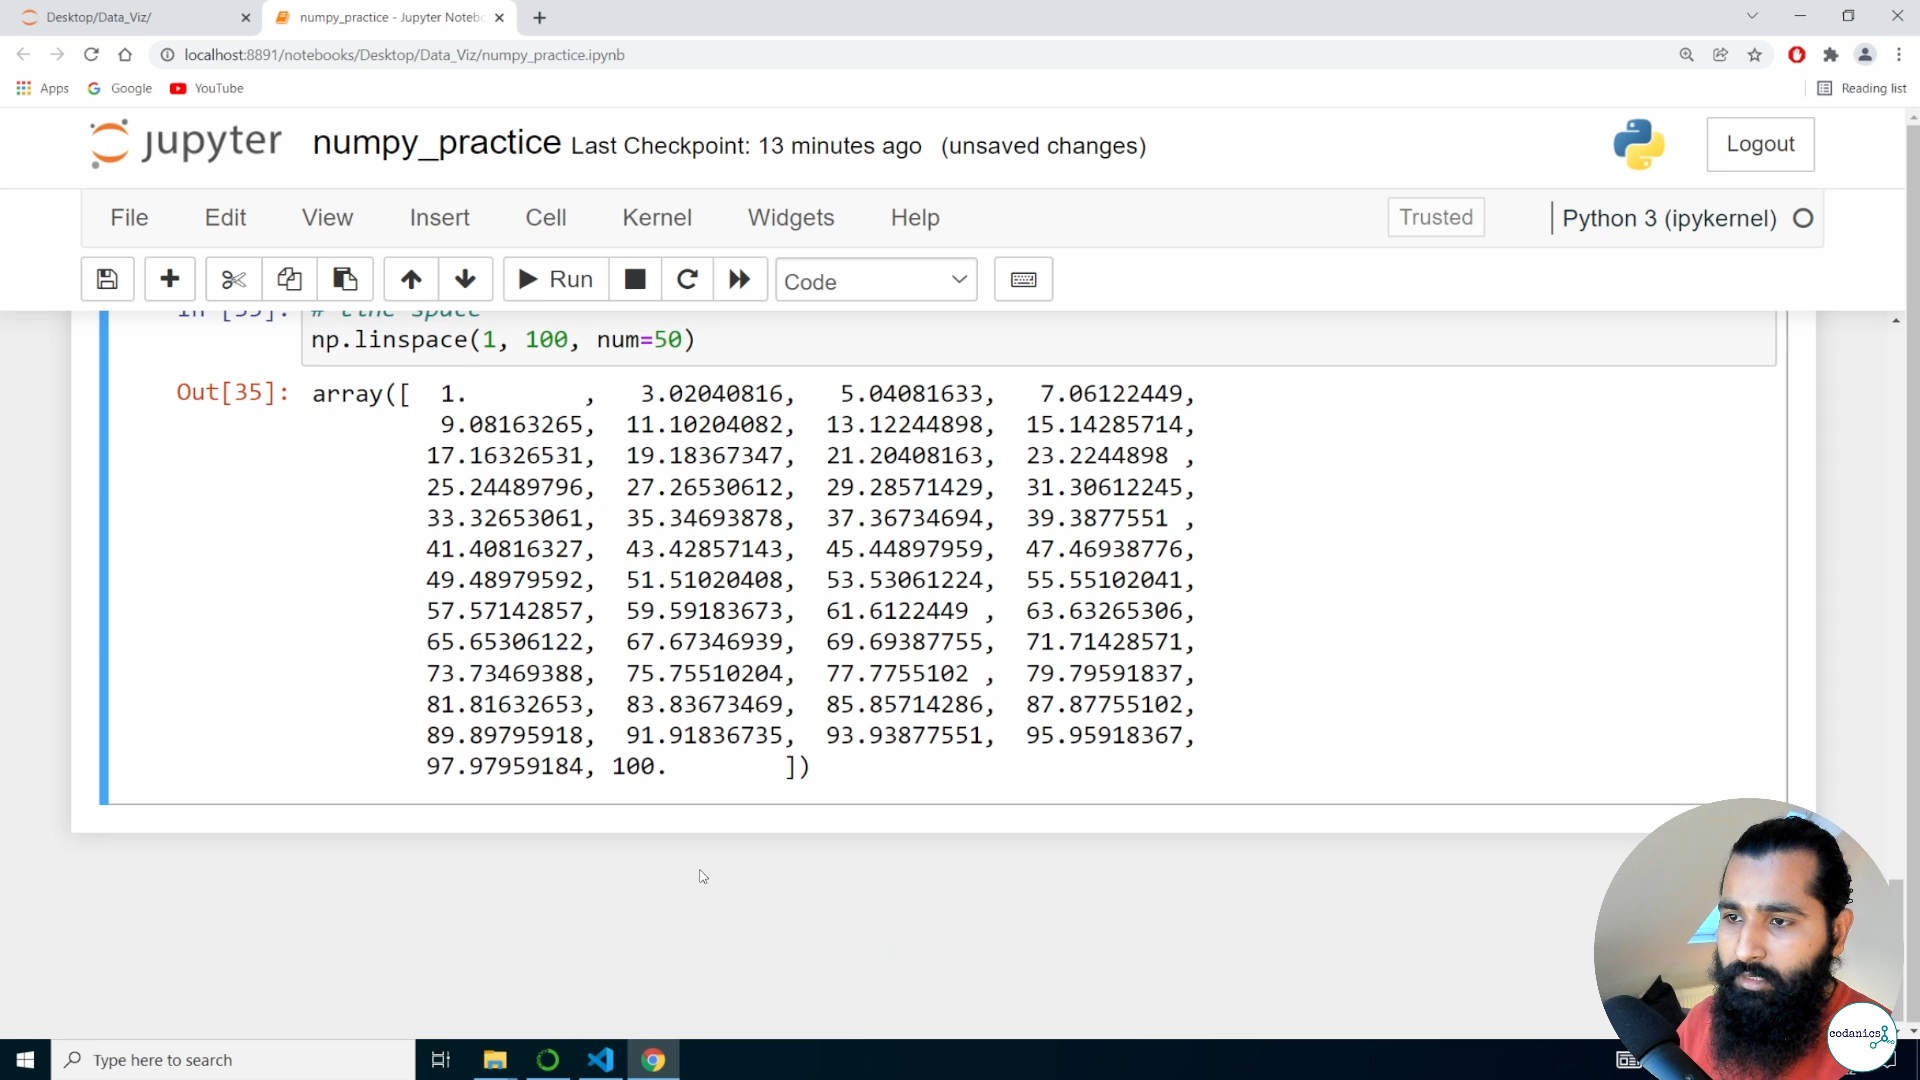 Desktop/Data_Viz/
numpy_practice - Jupyter Notebo
localhost:8891/notebooks/Desktop/Data_Viz/numpy_practice.ipynb
Apps Google YouTube Reading list
jupyter numpy_practice Last Checkpoint: 13 minutes ago (unsaved changes) Logout
File Edit View Insert Cell Kernel Widgets Help Trusted Python 3 (ipykernel)
Run Code
In [35]: # line space
np.linspace(1, 100, num=50)
Out[35]: array([ 1. , 3.02040816, 5.04081633, 7.06122449,
9.08163265, 11.10204082, 13.12244898, 15.14285714,
17.16326531, 19.18367347, 21.20408163, 23.2244898 ,
25.24489796, 27.26530612, 29.28571429, 31.30612245,
33.32653061, 35.34693878, 37.36734694, 39.3877551 ,
41.40816327, 43.42857143, 45.44897959, 47.46938776,
49.48979592, 51.51020408, 53.53061224, 55.55102041,
57.57142857, 59.59183673, 61.6122449 , 63.63265306,
65.65306122, 67.67346939, 69.69387755, 71.71428571,
73.73469388, 75.75510204, 77.7755102 , 79.79591837,
81.81632653, 83.83673469, 85.85714286, 87.87755102,
89.89795918, 91.91836735, 93.93877551, 95.95918367,
97.97959184, 100. ])
codanics
Type here to search